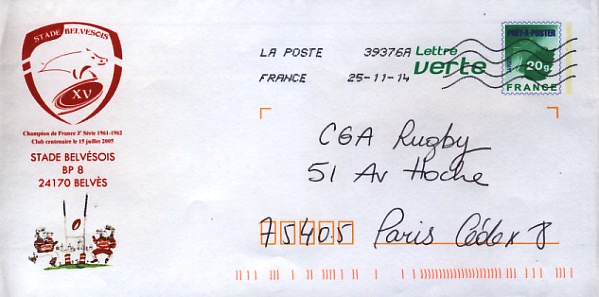 STADE BELVESOIS
XV
Champion de France 3e Série 1961-1962
Club centenaire le 15 juillet 2005
STADE BELVÉSOIS
BP 8
24170 BELVÈS
LA POSTE 39376A
FRANCE 25-11-14
Lettre
verte
PRÊT-À-POSTER
20g
FRANCE
CGA Rugby
51 Av Hoche
75405 Paris Cédex 8